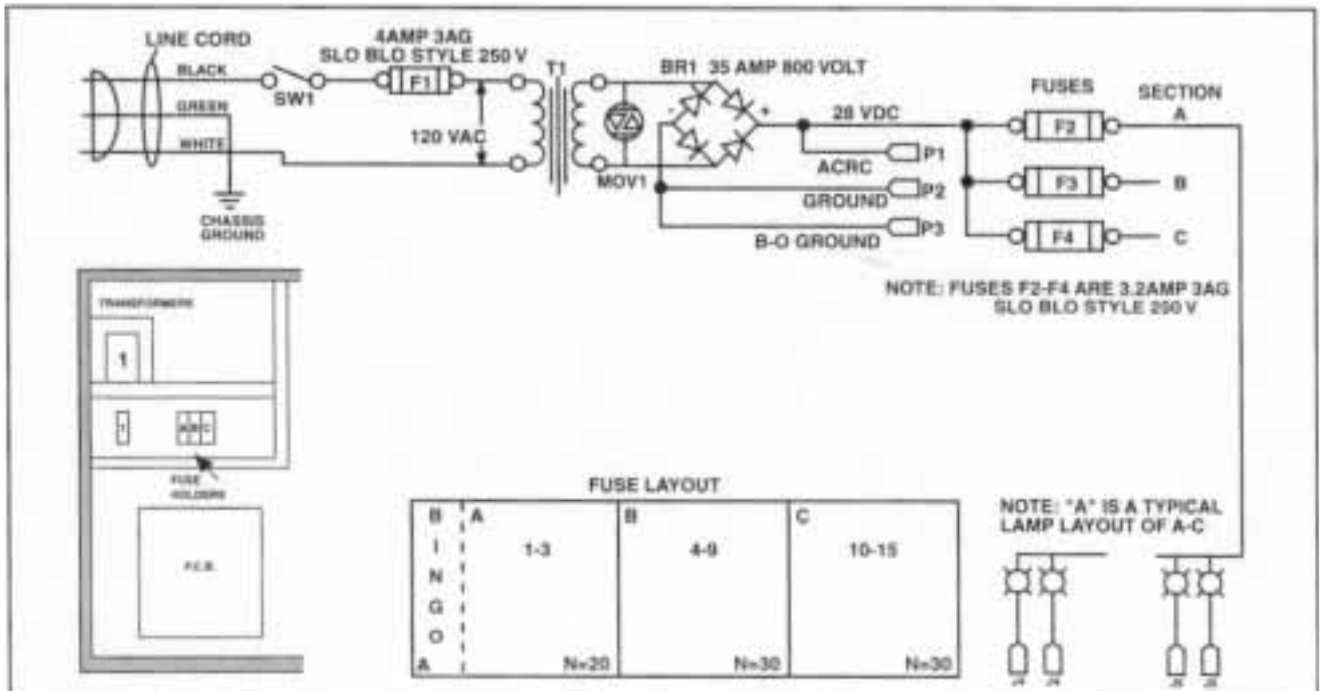 LINE CORD
4AMP 3AG
SLO BLO STYLE 250 V
BLACK
SW1
F1
T1
BR1 35 AMP 800 VOLT
FUSES
SECTION
GREEN
WHITE
120 VAC
MOV1
-
+
28 VDC
F2
A
P1
ACRC
P2
GROUND
F3
B
P3
B-O GROUND
F4
C
CHASSIS
GROUND
NOTE: FUSES F2-F4 ARE 3.2AMP 3AG
SLO BLO STYLE 250 V
TRANSFORMERS
1
1
A B C
FUSE
HOLDERS
P.C.B.
FUSE LAYOUT
B
I
N
G
O
A
A
1-3
N=20
B
4-9
N=30
C
10-15
N=30
NOTE: "A" IS A TYPICAL
LAMP LAYOUT OF A-C
J4
J4